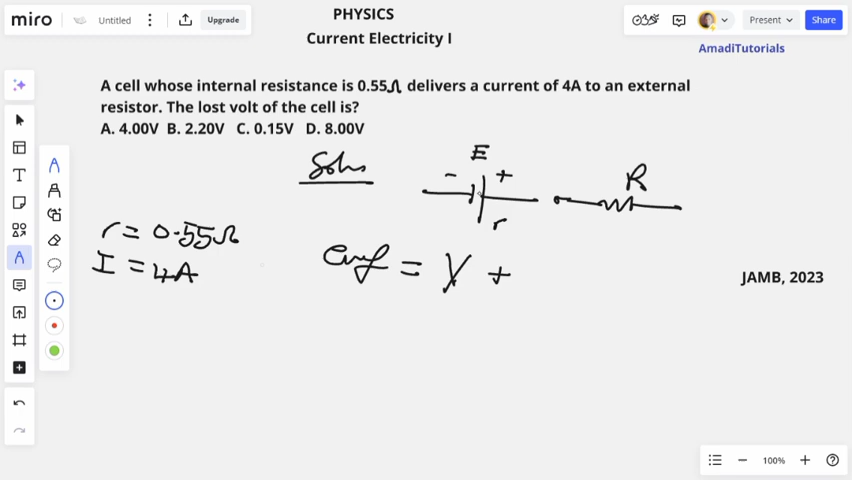 miro
Untitled
Upgrade
PHYSICS
Current Electricity I
Present
Share
AmadiTutorials
A cell whose internal resistance is 0.55Ω delivers a current of 4A to an external
resistor. The lost volt of the cell is?
A. 4.00V B. 2.20V C. 0.15V D. 8.00V
Soln
E
- +
r
R
r = 0.55Ω
I = 4A
emf = V +
JAMB, 2023
100%